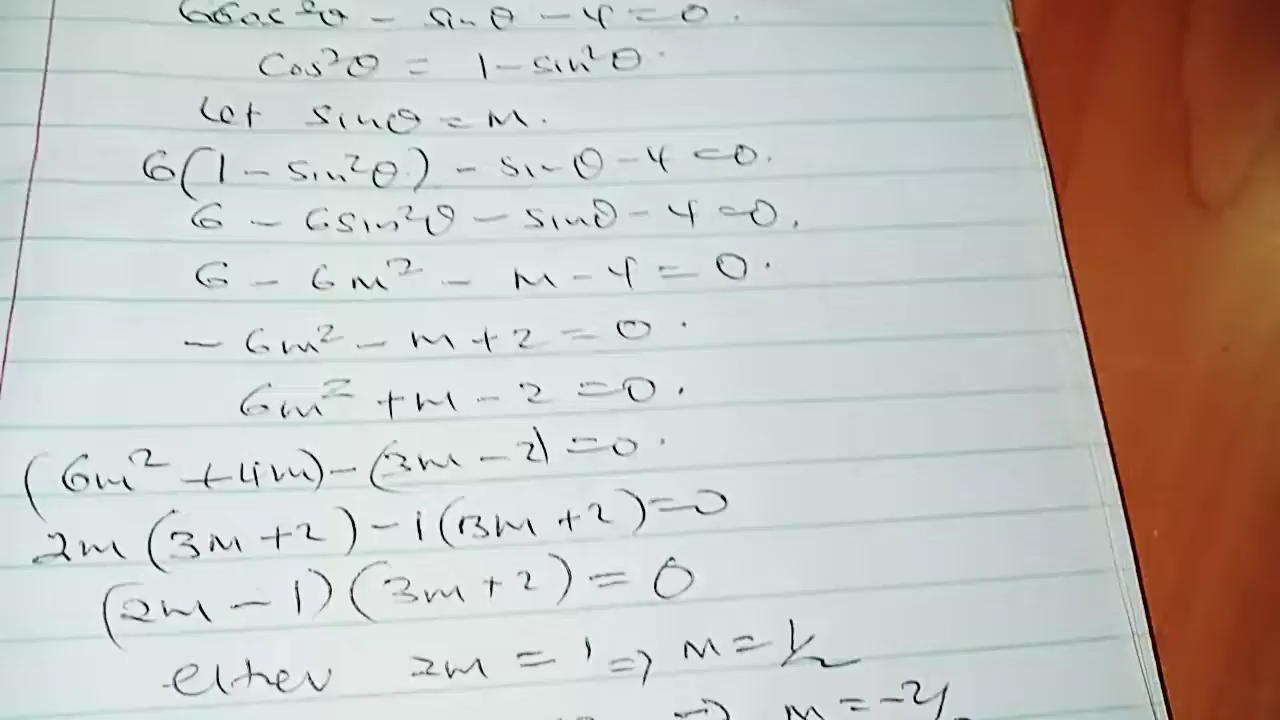 6cos²θ - sinθ - 4 = 0.
cos²θ = 1 - sin²θ.
Let sinθ = m.
6(1 - sin²θ) - sinθ - 4 = 0.
6 - 6sin²θ - sinθ - 4 = 0.
6 - 6m² - m - 4 = 0.
- 6m² - m + 2 = 0.
6m² + m - 2 = 0.
(6m² + 4m) - (3m - 2) = 0.
2m(3m + 2) - 1(3m + 2) = 0
(2m - 1)(3m + 2) = 0
either 2m = 1 => m = 1/2
=> m = -2/